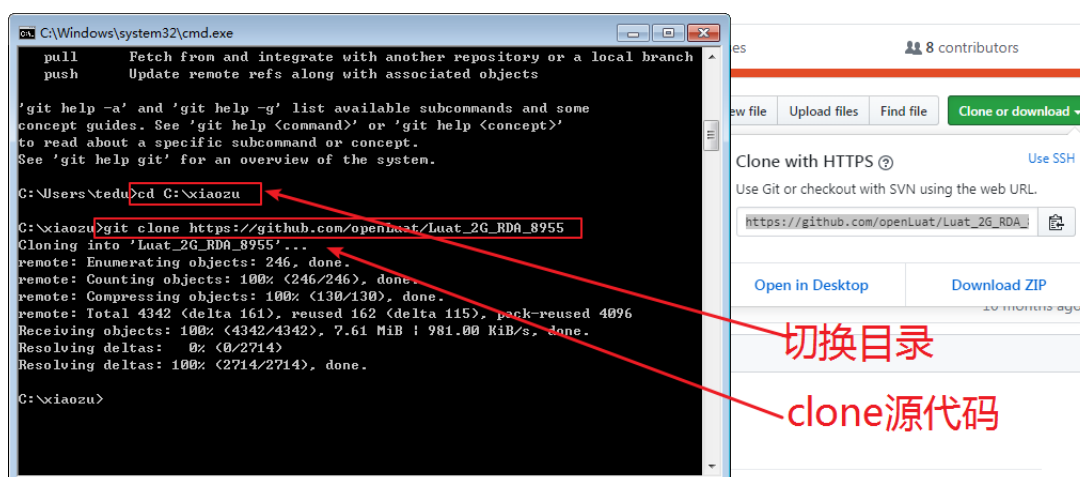 C:\Windows\system32\cmd.exe
pull Fetch from and integrate with another repository or a local branch
push Update remote refs along with associated objects
'git help -a' and 'git help -g' list available subcommands and some
concept guides. See 'git help <command>' or 'git help <concept>'
to read about a specific subcommand or concept.
See 'git help git' for an overview of the system.
C:\Users\tedu>cd C:\xiaozu
C:\xiaozu>git clone https://github.com/openLuat/Luat_2G_RDA_8955
Cloning into 'Luat_2G_RDA_8955'...
remote: Enumerating objects: 246, done.
remote: Counting objects: 100% (246/246), done.
remote: Compressing objects: 100% (130/130), done.
remote: Total 4342 (delta 161), reused 162 (delta 115), pack-reused 4096
Receiving objects: 100% (4342/4342), 7.61 MiB | 981.00 KiB/s, done.
Resolving deltas: 0% (0/2714)
Resolving deltas: 100% (2714/2714), done.
C:\xiaozu>
8 contributors
file
Upload files
Find file
Clone or download
Clone with HTTPS
Use SSH
Use Git or checkout with SVN using the web URL.
https://github.com/openLuat/Luat_2G_RDA_
Open in Desktop
Download ZIP
10 months ago
切换目录
clone源代码